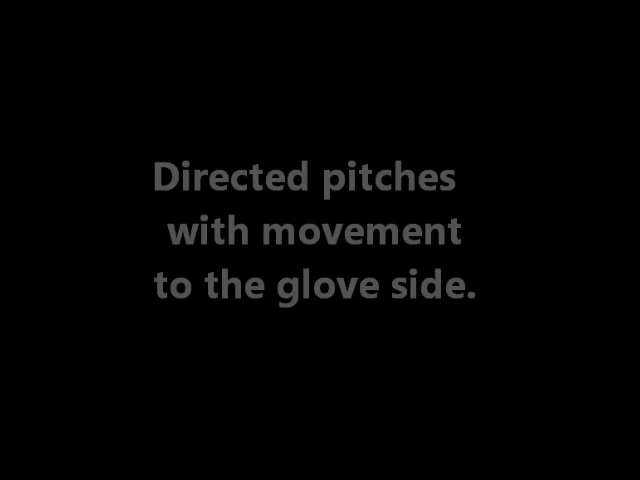 Directed pitches
with movement
to the glove side.